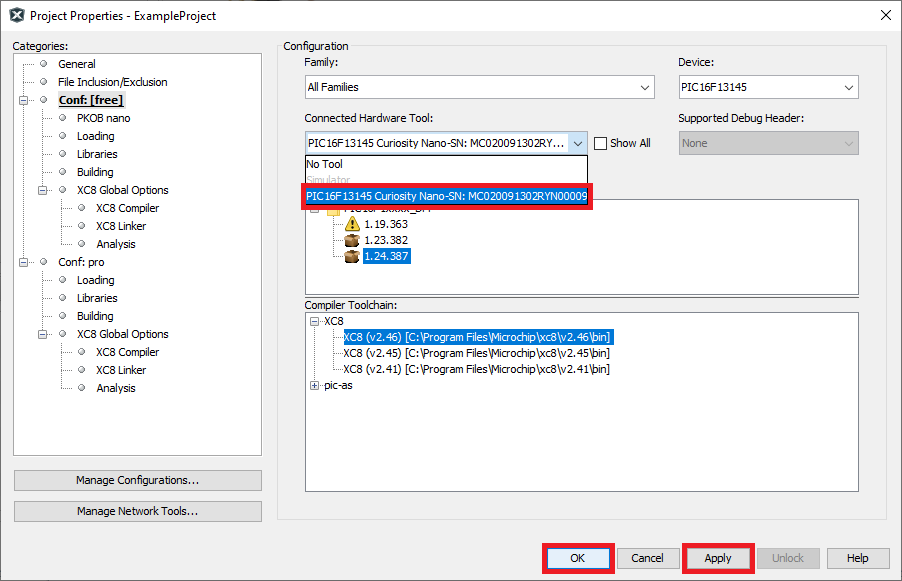 Project Properties - ExampleProject
Categories:
General
File Inclusion/Exclusion
Conf: [free]
PKOB nano
Loading
Libraries
Building
XC8 Global Options
XC8 Compiler
XC8 Linker
Analysis
Conf: pro
Loading
Libraries
Building
XC8 Global Options
XC8 Compiler
XC8 Linker
Analysis
Manage Configurations...
Manage Network Tools...
Configuration
Family:
All Families
Device:
PIC16F13145
Connected Hardware Tool:
PIC16F13145 Curiosity Nano-SN: MC020091302RY...
Show All
Supported Debug Header:
None
No Tool
Simulator
PIC16F13145 Curiosity Nano-SN: MC020091302RYN00009
1.19.363
1.23.382
1.24.387
Compiler Toolchain:
XC8
XC8 (v2.46) [C:\Program Files\Microchip\xc8\v2.46\bin]
XC8 (v2.45) [C:\Program Files\Microchip\xc8\v2.45\bin]
XC8 (v2.41) [C:\Program Files\Microchip\xc8\v2.41\bin]
pic-as
OK
Cancel
Apply
Unlock
Help